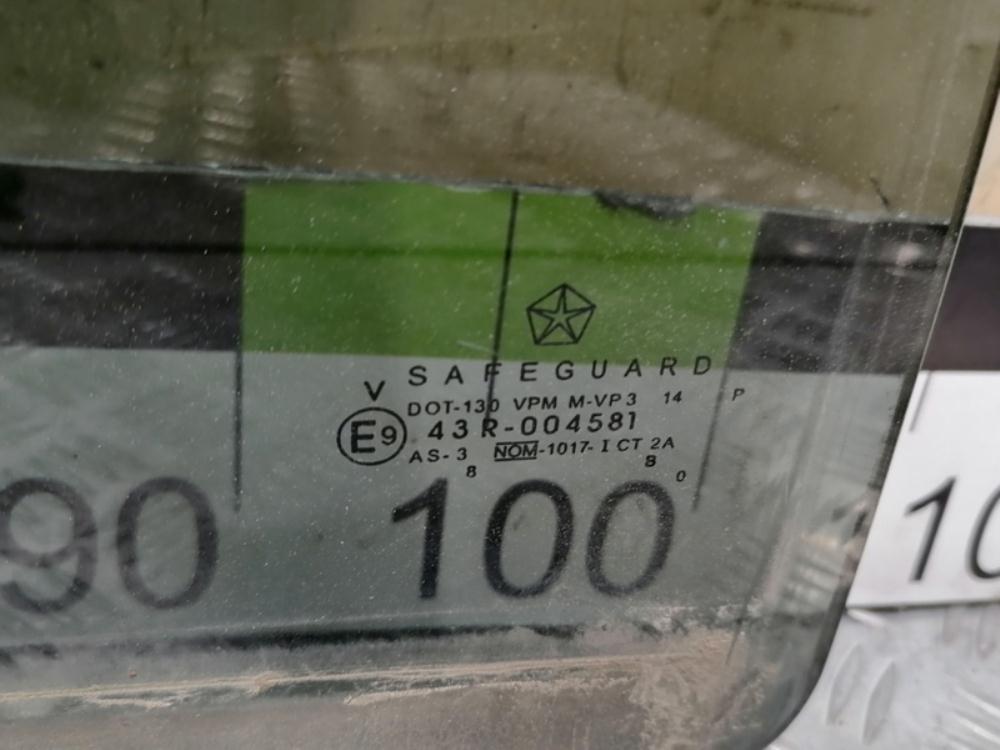 SAFEGUARD
V
DOT-130 VPM M-VP3 14 P
E9 43R-004581
AS-3 NOM-1017-I CT 2A
8 8 0
90 100 10